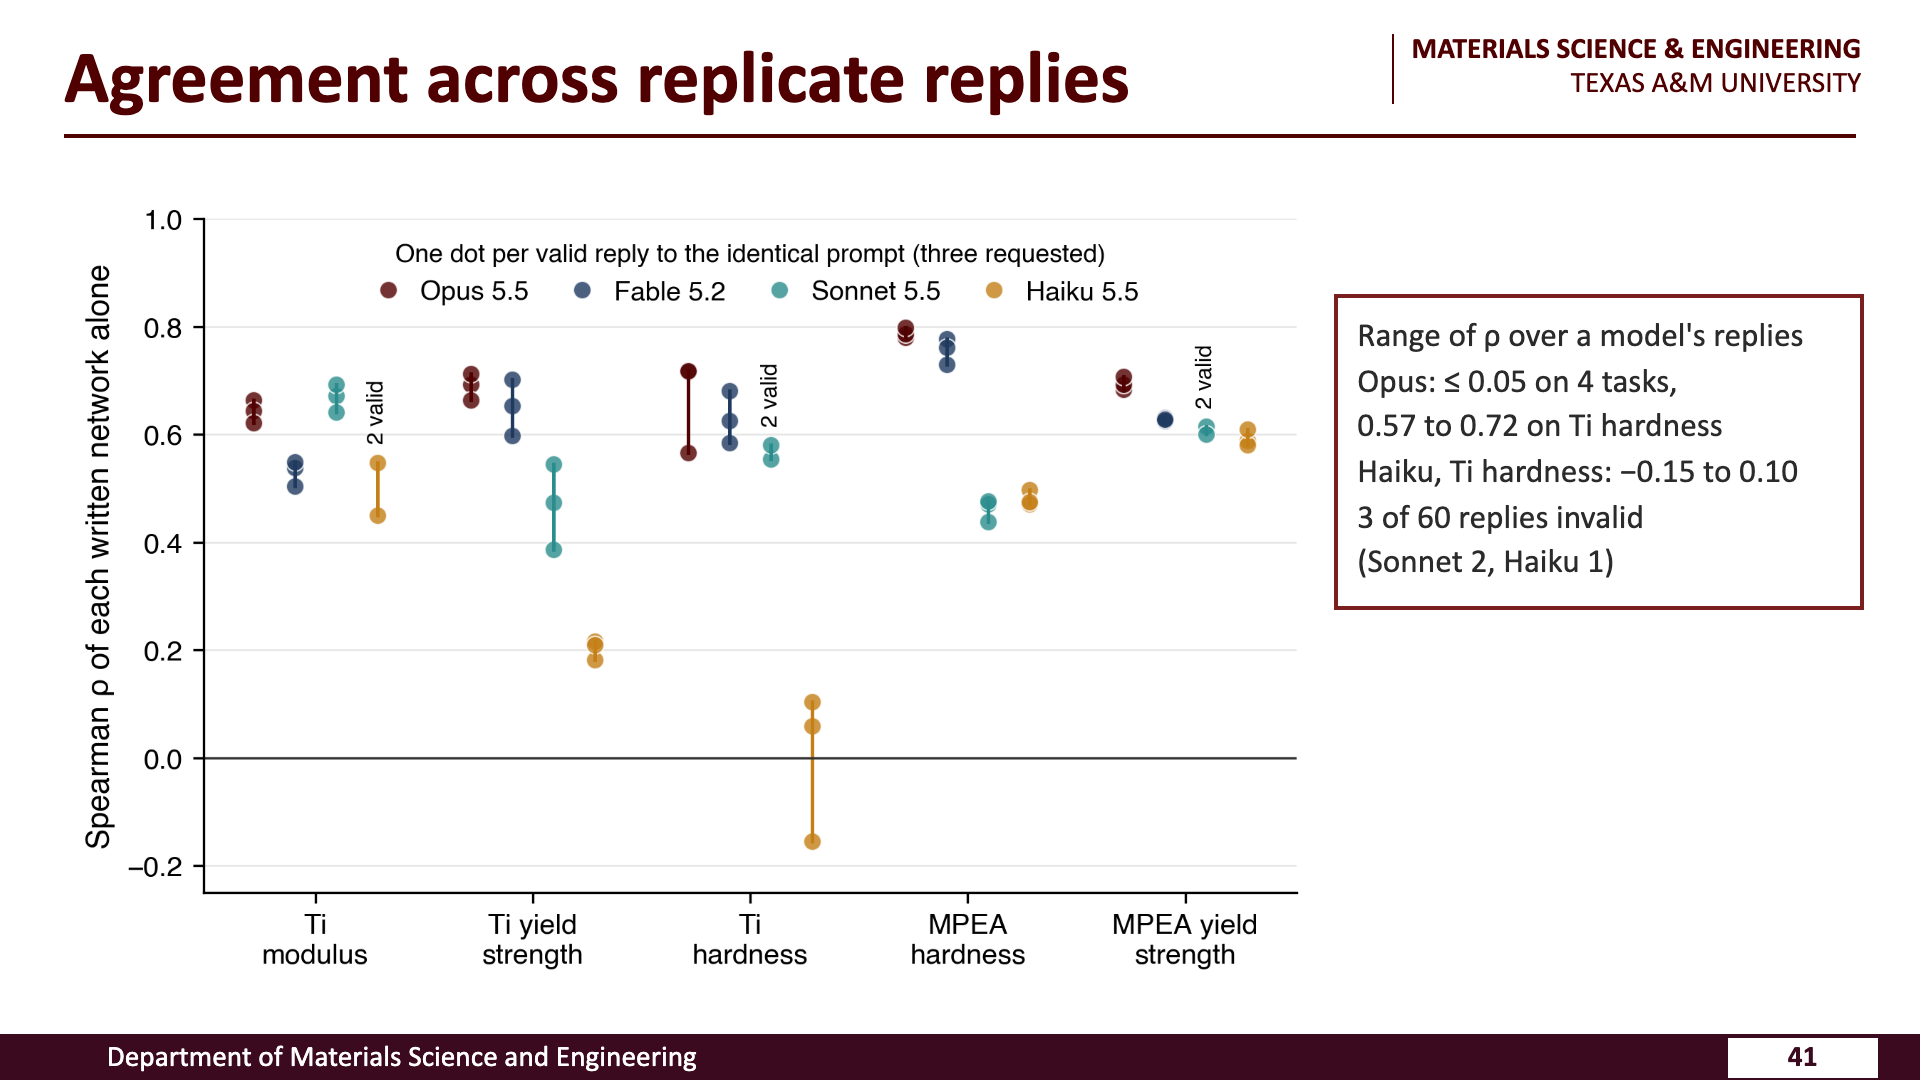 Agreement across replicate replies
MATERIALS SCIENCE & ENGINEERING
TEXAS A&M UNIVERSITY
Spearman ρ of each written network alone
1.0
0.8
0.6
0.4
0.2
0.0
−0.2
One dot per valid reply to the identical prompt (three requested)
Opus 5.5 Fable 5.2 Sonnet 5.5 Haiku 5.5
2 valid
2 valid
2 valid
Ti
modulus
Ti yield
strength
Ti
hardness
MPEA
hardness
MPEA yield
strength
Range of ρ over a model's replies
Opus: ≤ 0.05 on 4 tasks,
0.57 to 0.72 on Ti hardness
Haiku, Ti hardness: −0.15 to 0.10
3 of 60 replies invalid
(Sonnet 2, Haiku 1)
Department of Materials Science and Engineering
41